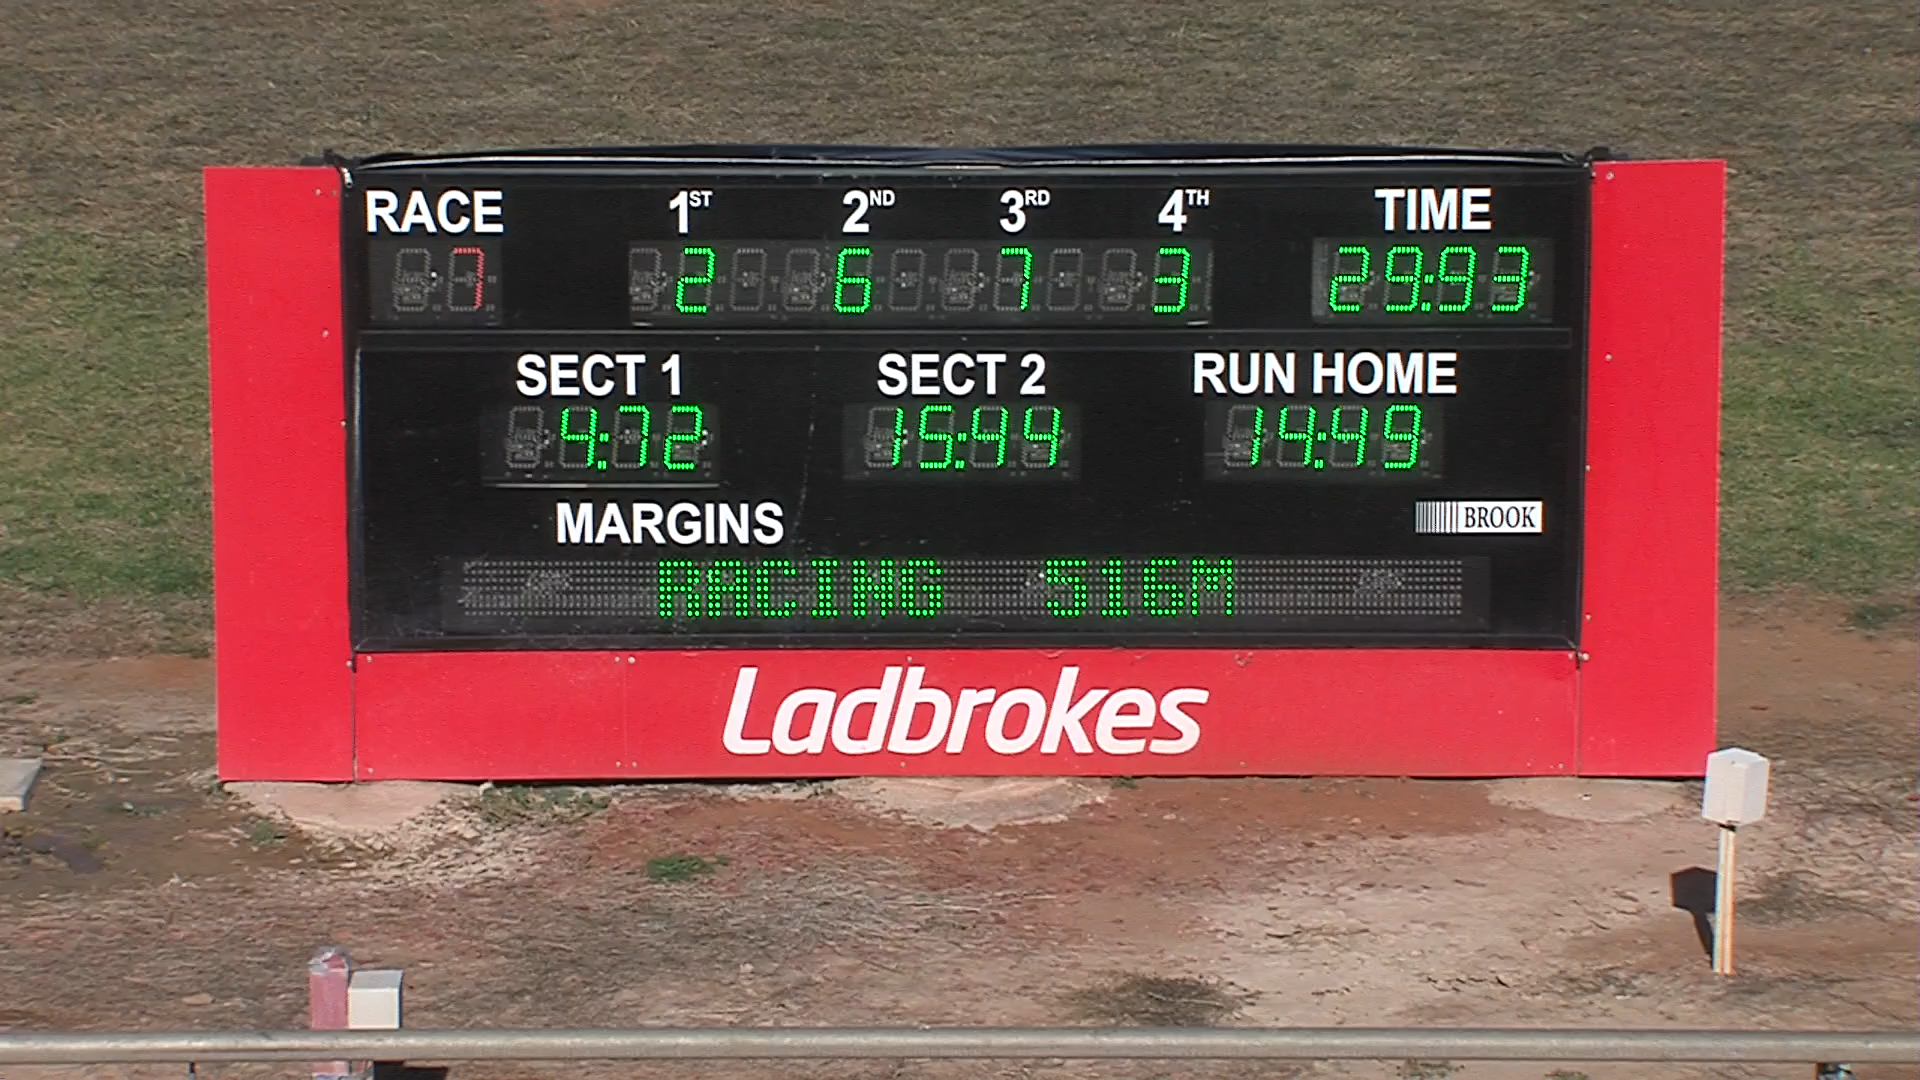 RACE 1ST 2ND 3RD 4TH TIME
7 2 6 7 3 29:93
SECT 1 SECT 2 RUN HOME
4:72 15:44 14:49
MARGINS
BROOK
RACING 516M
Ladbrokes